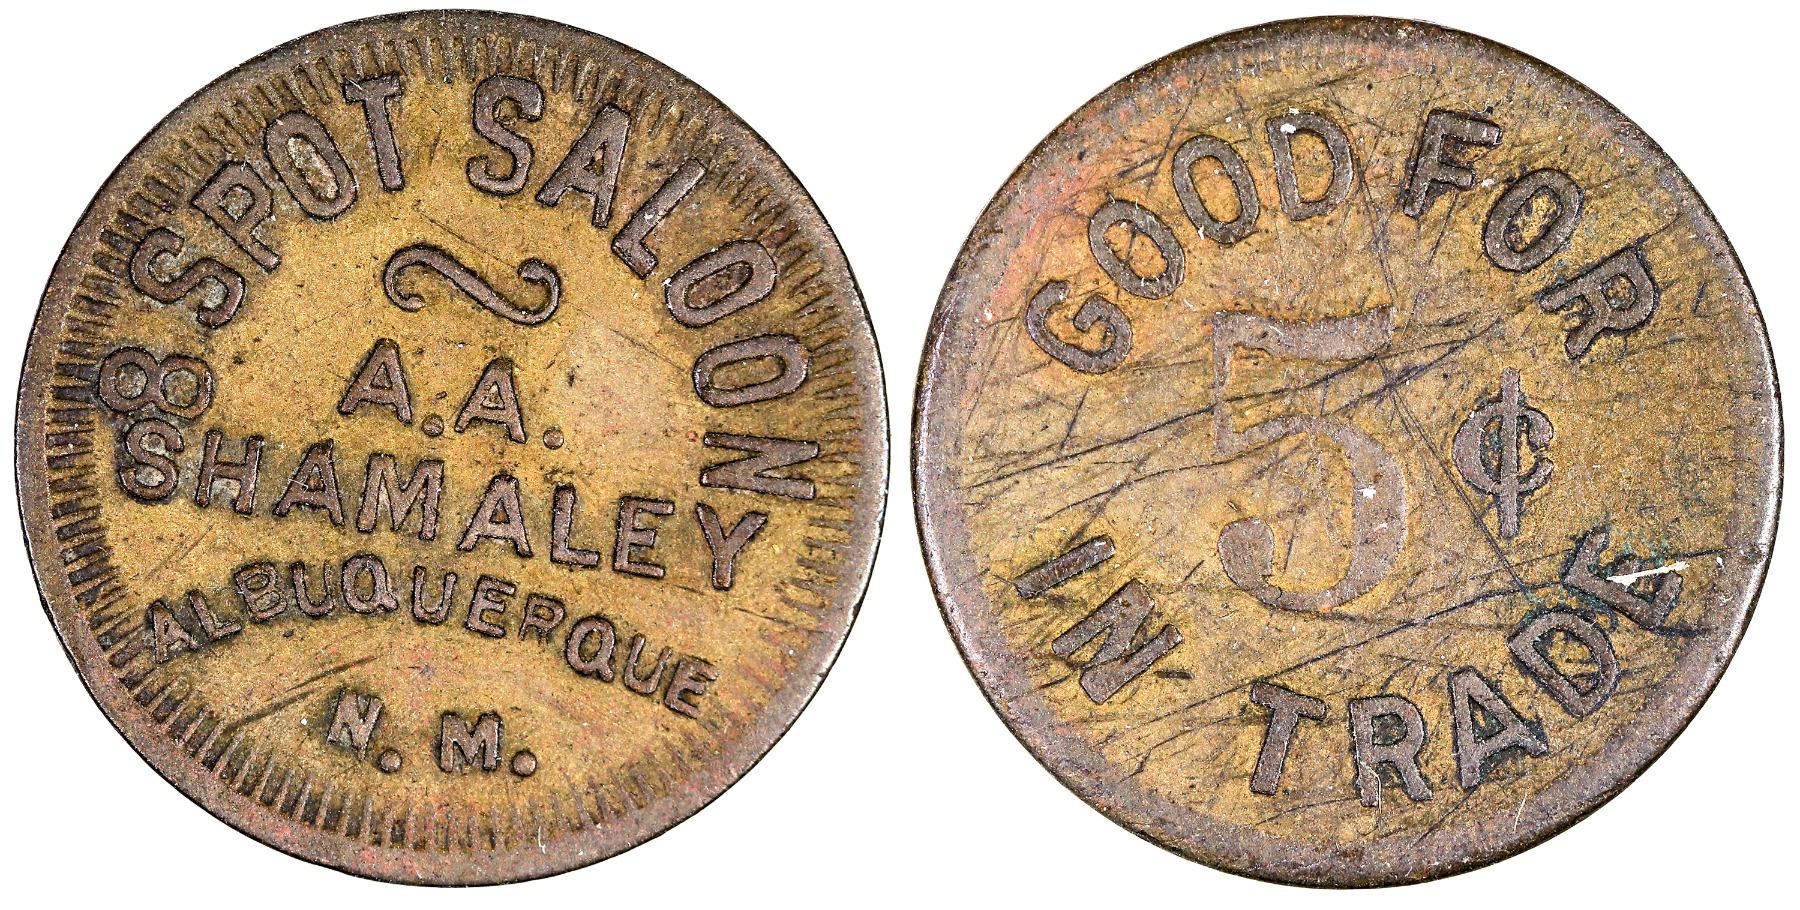 8 SPOT SALOON
A. A.
SHAMALEY
ALBUQUERQUE
N. M.
GOOD FOR
5 ¢
IN TRADE